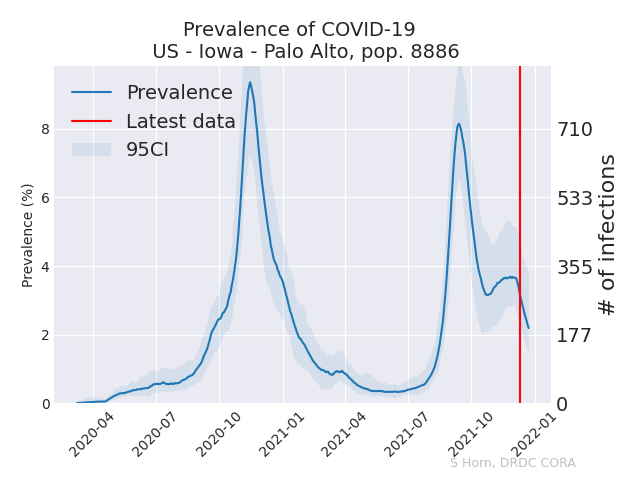 Prevalence of COVID-19
US - Iowa - Palo Alto, pop. 8886
Prevalence
Latest data
95CI
Prevalence (%)
8
6
4
2
0
710
533
355
177
0
# of infections
2020-04
2020-07
2020-10
2021-01
2021-04
2021-07
2021-10
2022-01
S Horn, DRDC CORA